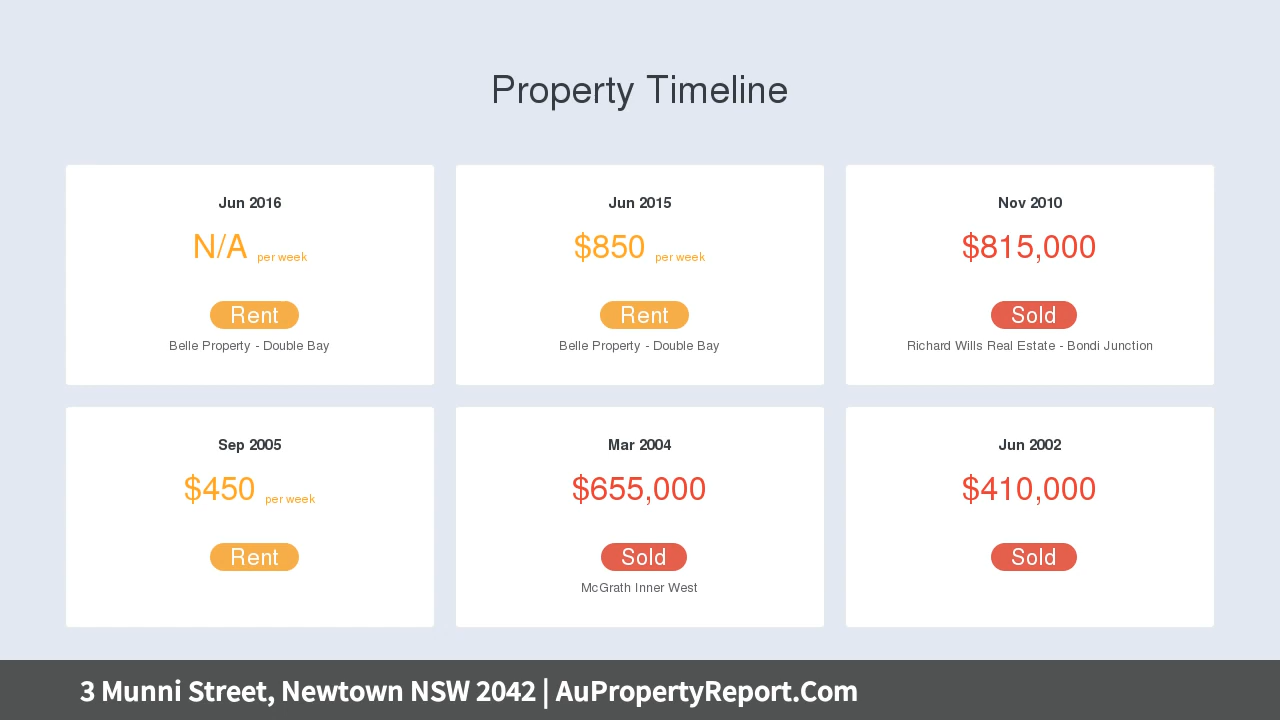 Property Timeline
Jun 2016
N/A per week
Rent
Belle Property - Double Bay
Jun 2015
$850 per week
Rent
Belle Property - Double Bay
Nov 2010
$815,000
Sold
Richard Wills Real Estate - Bondi Junction
Sep 2005
$450 per week
Rent
Mar 2004
$655,000
Sold
McGrath Inner West
Jun 2002
$410,000
Sold
3 Munni Street, Newtown NSW 2042 | AuPropertyReport.Com